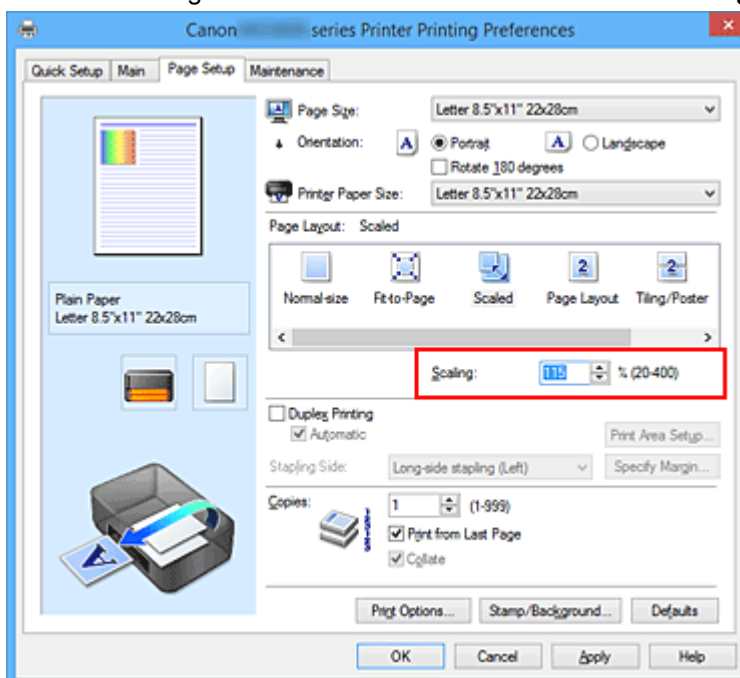 Canon series Printer Printing Preferences
Quick Setup Main Page Setup Maintenance
Page Size: Letter 8.5"x11" 22x28cm
Orientation: A Portrait A Landscape
Rotate 180 degrees
Printer Paper Size: Letter 8.5"x11" 22x28cm
Page Layout: Scaled
2 2
Normal-size Fit-to-Page Scaled Page Layout Tiling/Poster
Plain Paper
Letter 8.5"x11" 22x28cm
Scaling: 115 % (20-400)
Duplex Printing
Automatic
Print Area Setup...
Stapling Side: Long-side stapling (Left) Specify Margin...
Copies: 1 (1-999)
Print from Last Page
Collate
A
Print Options... Stamp/Background... Defaults
OK Cancel Apply Help